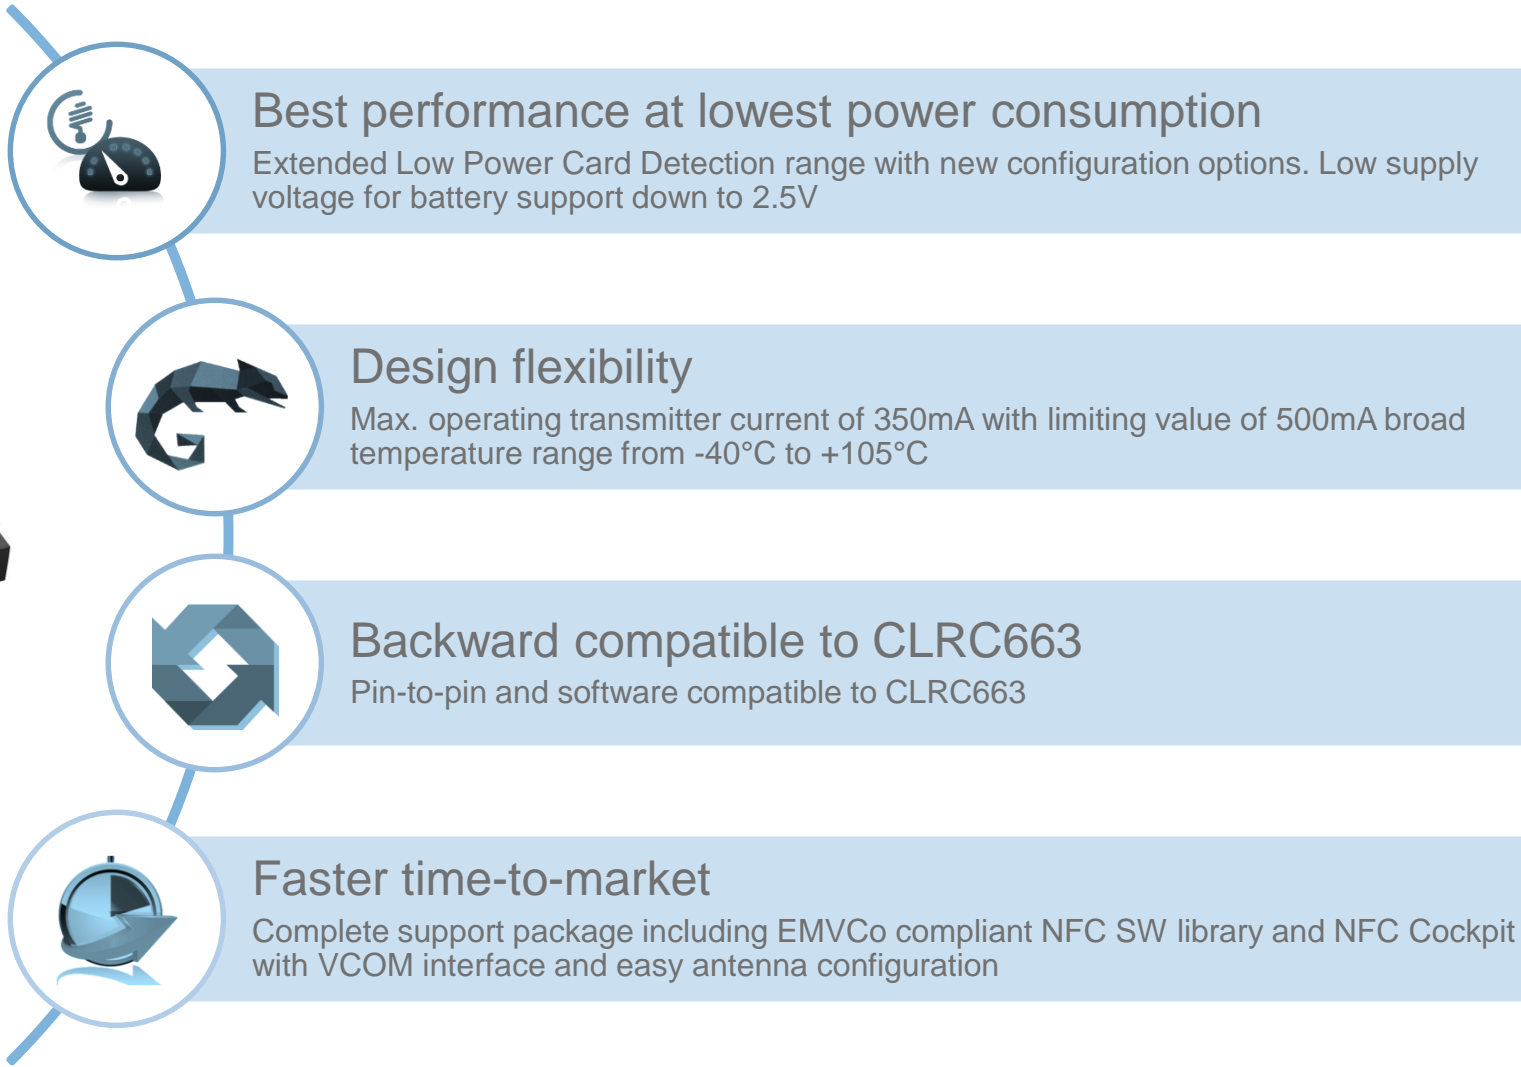 Best performance at lowest power consumption
Extended Low Power Card Detection range with new configuration options. Low supply
voltage for battery support down to 2.5V
Design flexibility
Max. operating transmitter current of 350mA with limiting value of 500mA broad
temperature range from -40°C to +105°C
Backward compatible to CLRC663
Pin-to-pin and software compatible to CLRC663
Faster time-to-market
Complete support package including EMVCo compliant NFC SW library and NFC Cockpit
with VCOM interface and easy antenna configuration